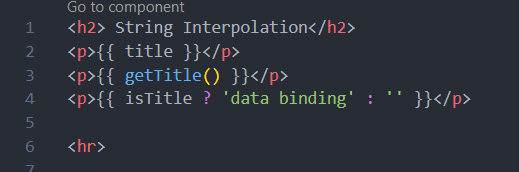 Go to component
1 <h2> String Interpolation</h2>
2 <p>{{ title }}</p>
3 <p>{{ getTitle() }}</p>
4 <p>{{ isTitle ? 'data binding' : '' }}</p>
5
6 <hr>
7